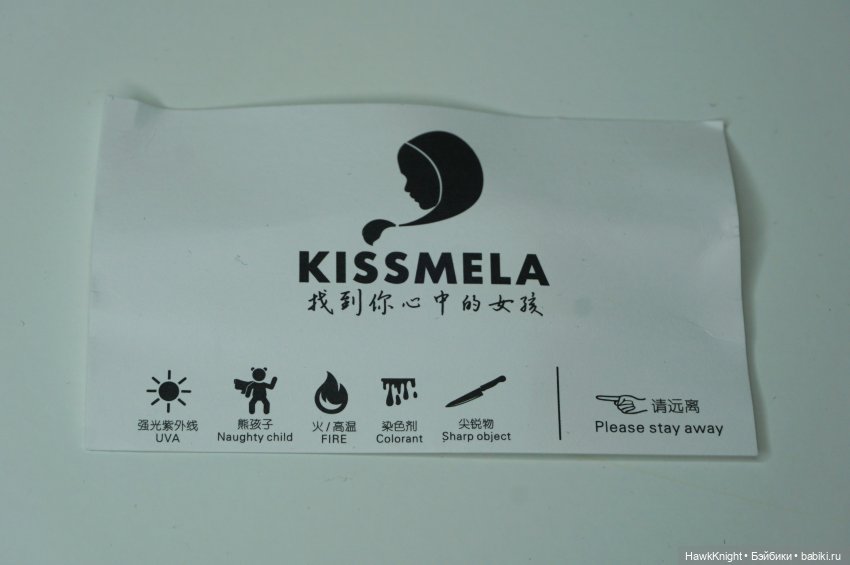 KISSMELA
找到你心中的女孩
强光紫外线
UVA
熊孩子
Naughty child
火/高温
FIRE
染色剂
Colorant
尖锐物
Sharp object
请远离
Please stay away
HawkKnight • Бэйбики • babiki.ru